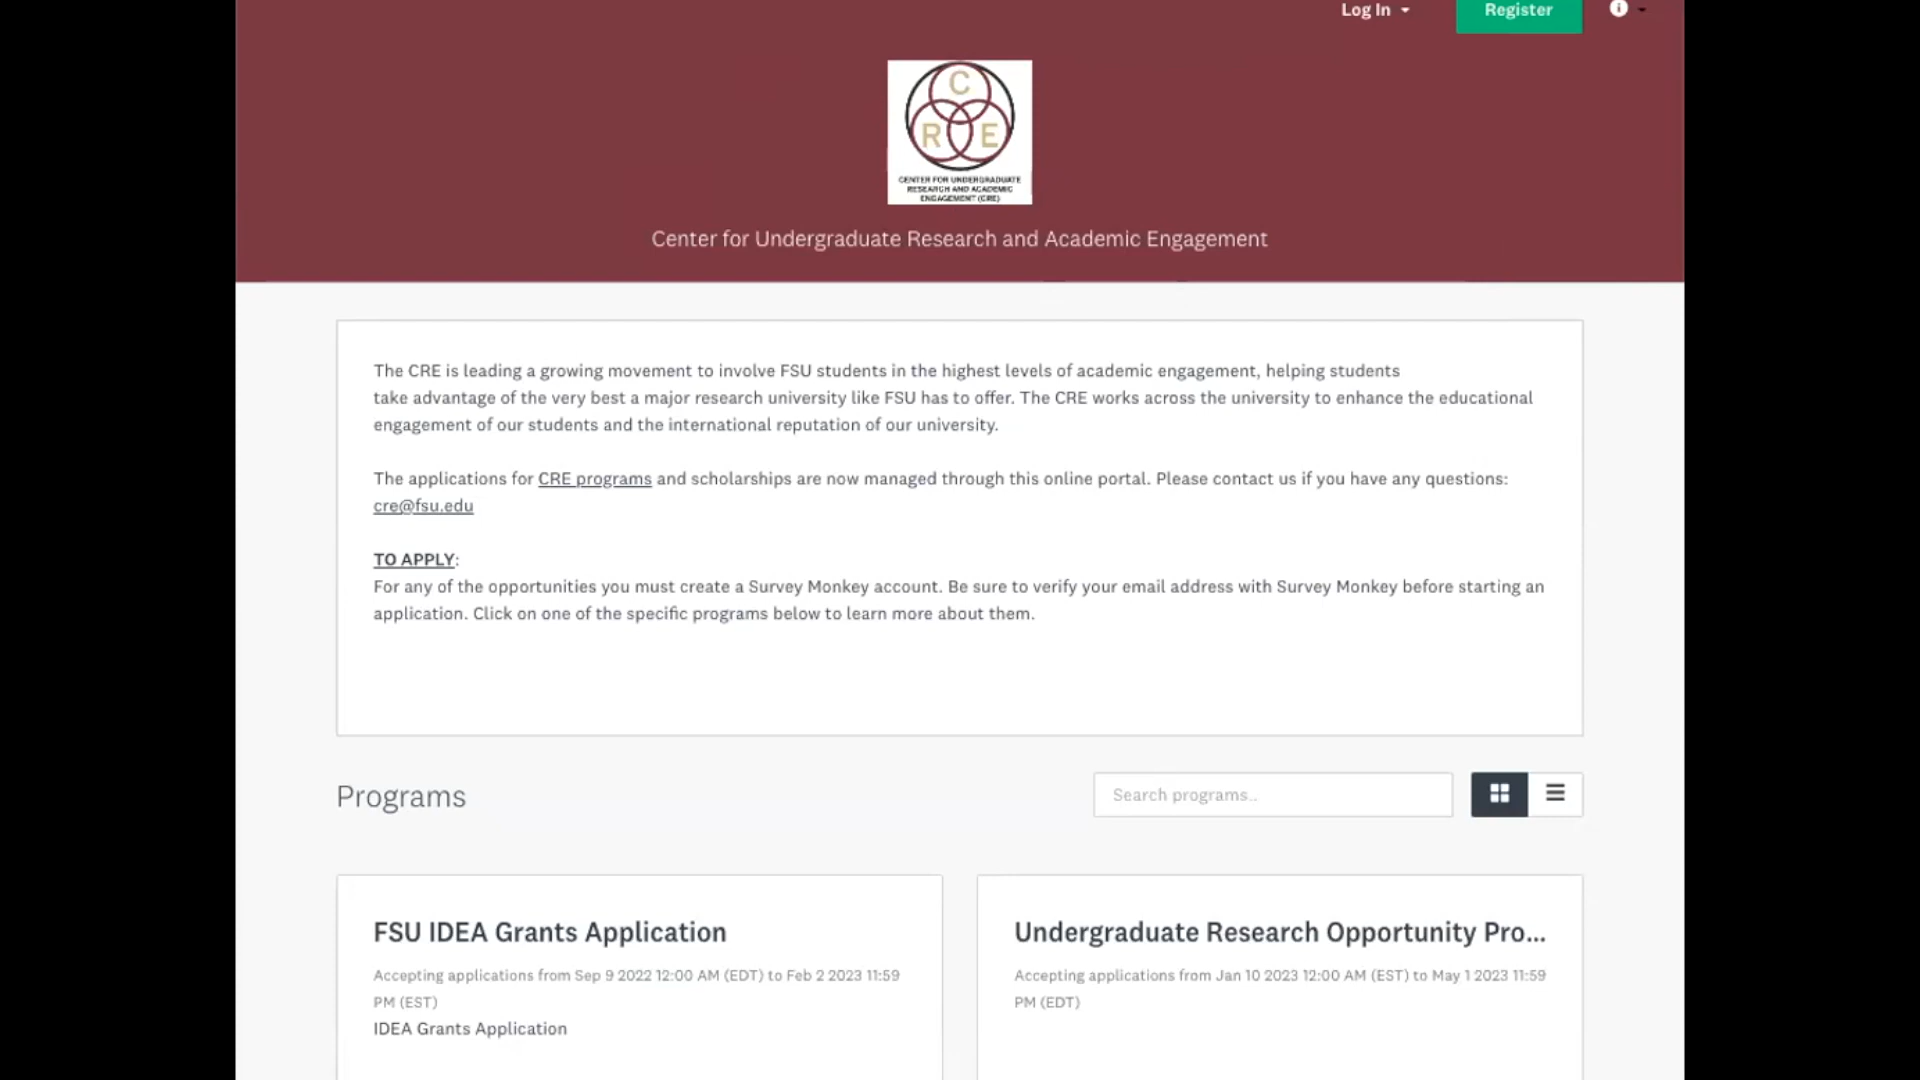 Log In
Register
C
R E
CENTER FOR UNDERGRADUATE
RESEARCH AND ACADEMIC
ENGAGEMENT (CRE)
Center for Undergraduate Research and Academic Engagement
The CRE is leading a growing movement to involve FSU students in the highest levels of academic engagement, helping students
take advantage of the very best a major research university like FSU has to offer. The CRE works across the university to enhance the educational
engagement of our students and the international reputation of our university.
The applications for CRE programs and scholarships are now managed through this online portal. Please contact us if you have any questions:
cre@fsu.edu
TO APPLY:
For any of the opportunities you must create a Survey Monkey account. Be sure to verify your email address with Survey Monkey before starting an
application. Click on one of the specific programs below to learn more about them.
Programs
Search programs..
FSU IDEA Grants Application
Accepting applications from Sep 9 2022 12:00 AM (EDT) to Feb 2 2023 11:59
PM (EST)
IDEA Grants Application
Undergraduate Research Opportunity Pro...
Accepting applications from Jan 10 2023 12:00 AM (EST) to May 1 2023 11:59
PM (EDT)